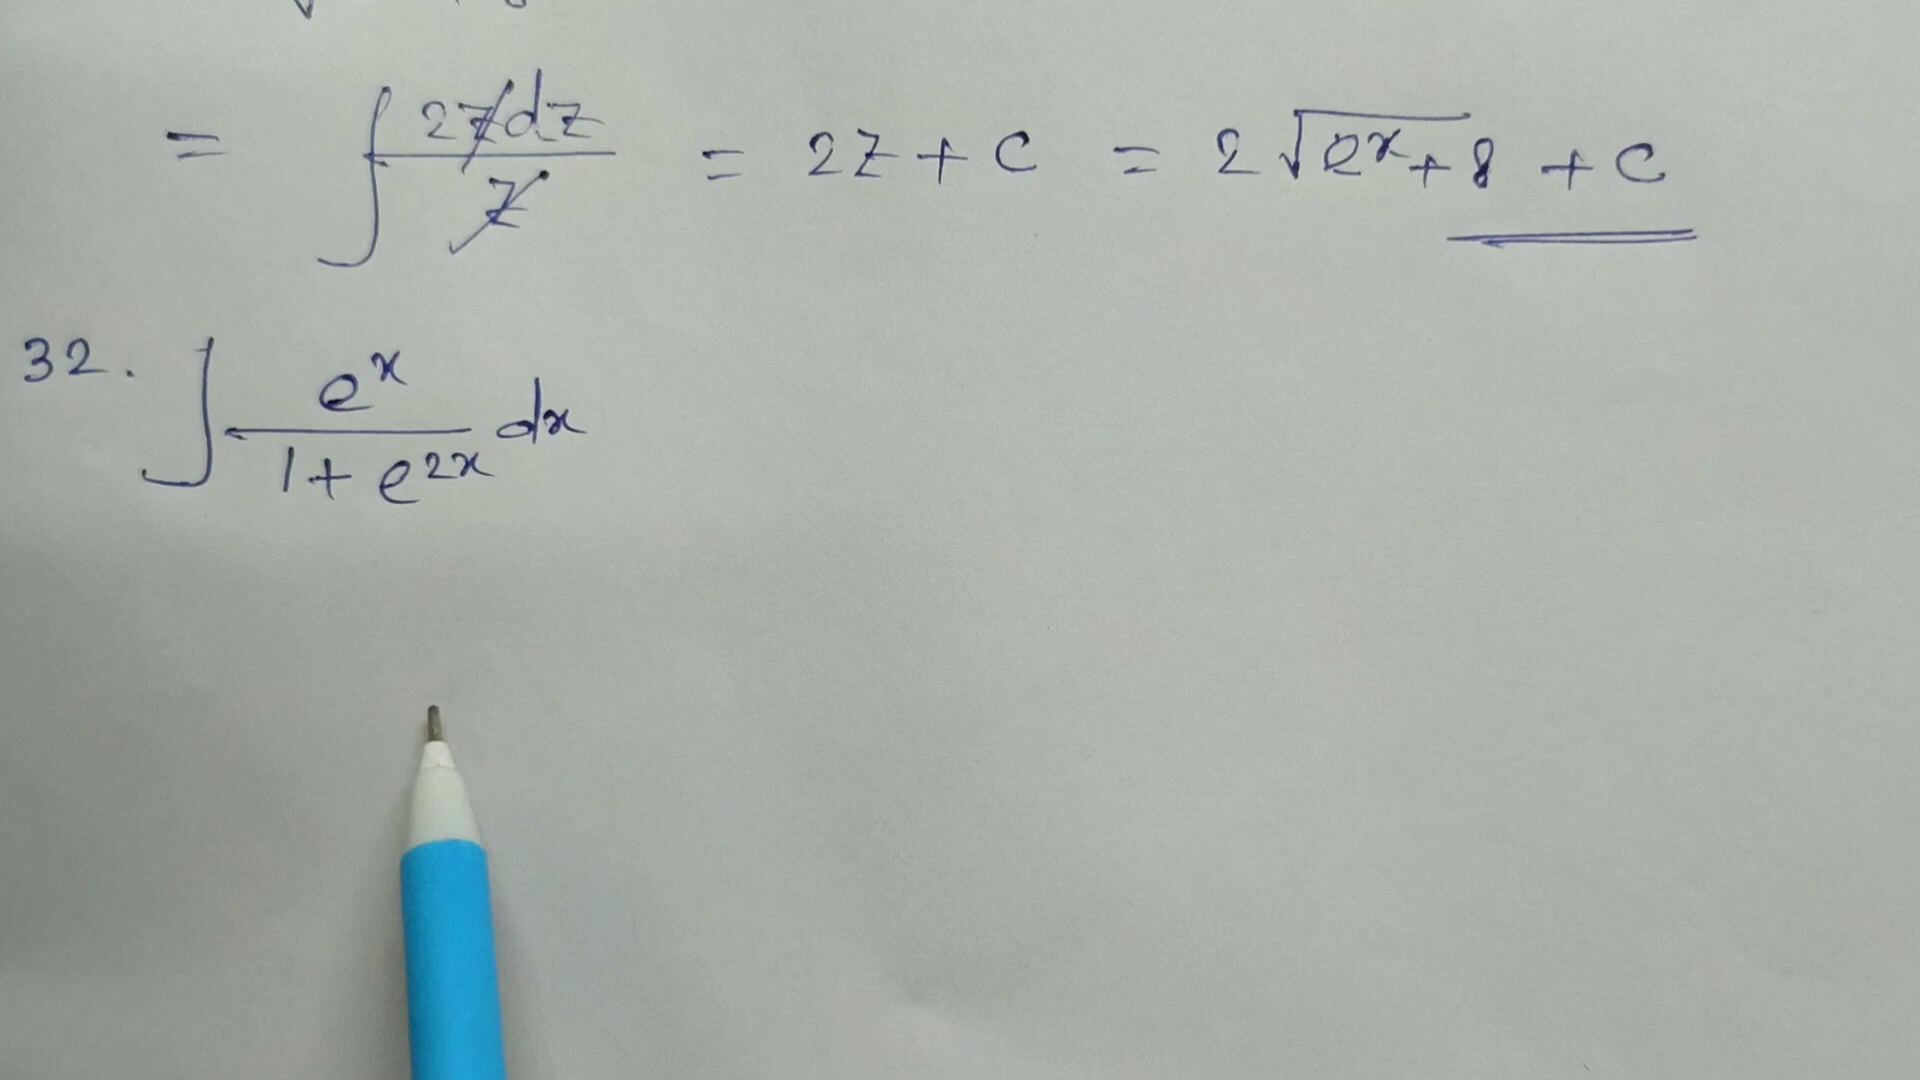 = ∫ 2z dz / z = 2z + c = 2 √(e^x + 8) + c
32. ∫ e^x / (1 + e^(2x)) dx